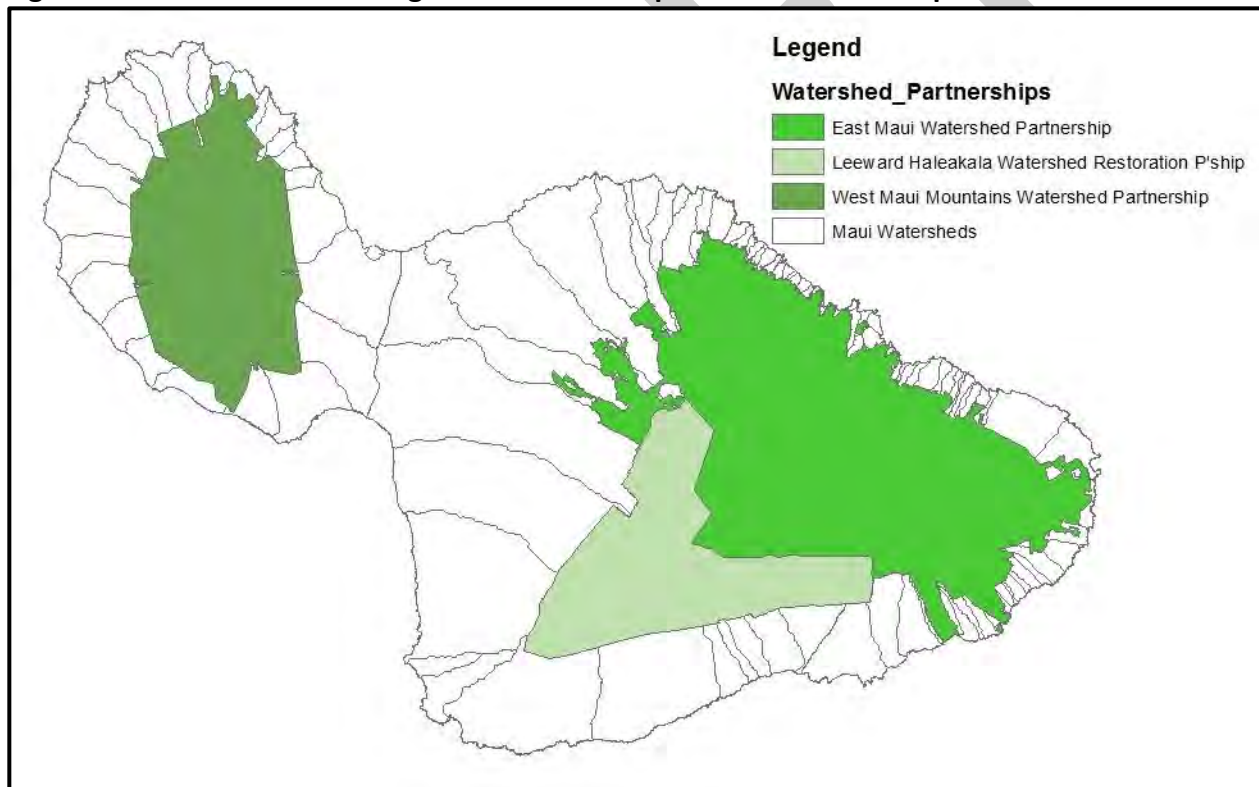 Legend
Watershed_Partnerships
East Maui Watershed Partnership
Leeward Haleakala Watershed Restoration P'ship
West Maui Mountains Watershed Partnership
Maui Watersheds